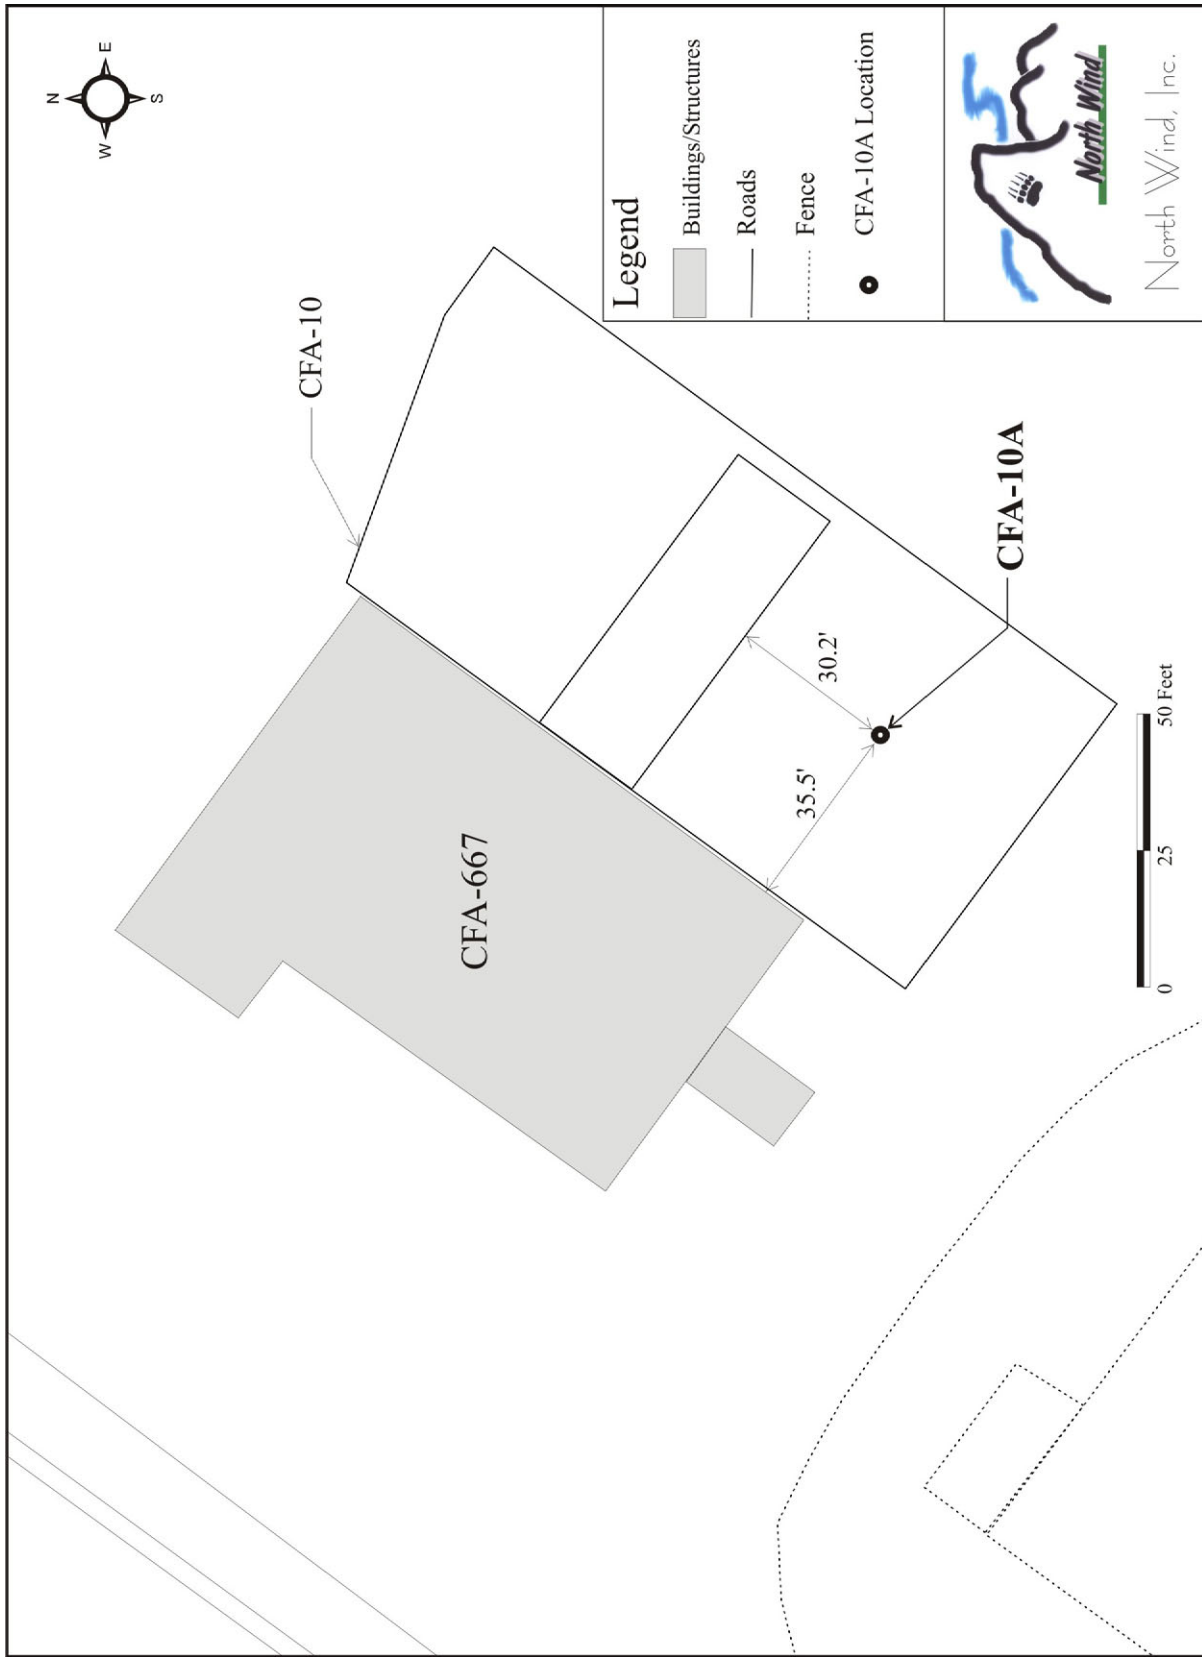 N
W
E
S
CFA-10
CFA-667
35.5'
30.2'
CFA-10A
0
25
50 Feet
Legend
Buildings/Structures
Roads
Fence
CFA-10A Location
North Wind
North Wind, Inc.